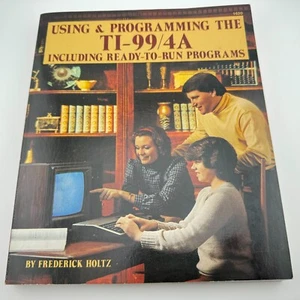 USING & PROGRAMMING THE
TI-99/4A
INCLUDING READY-TO-RUN PROGRAMS
BY FREDERICK HOLTZ